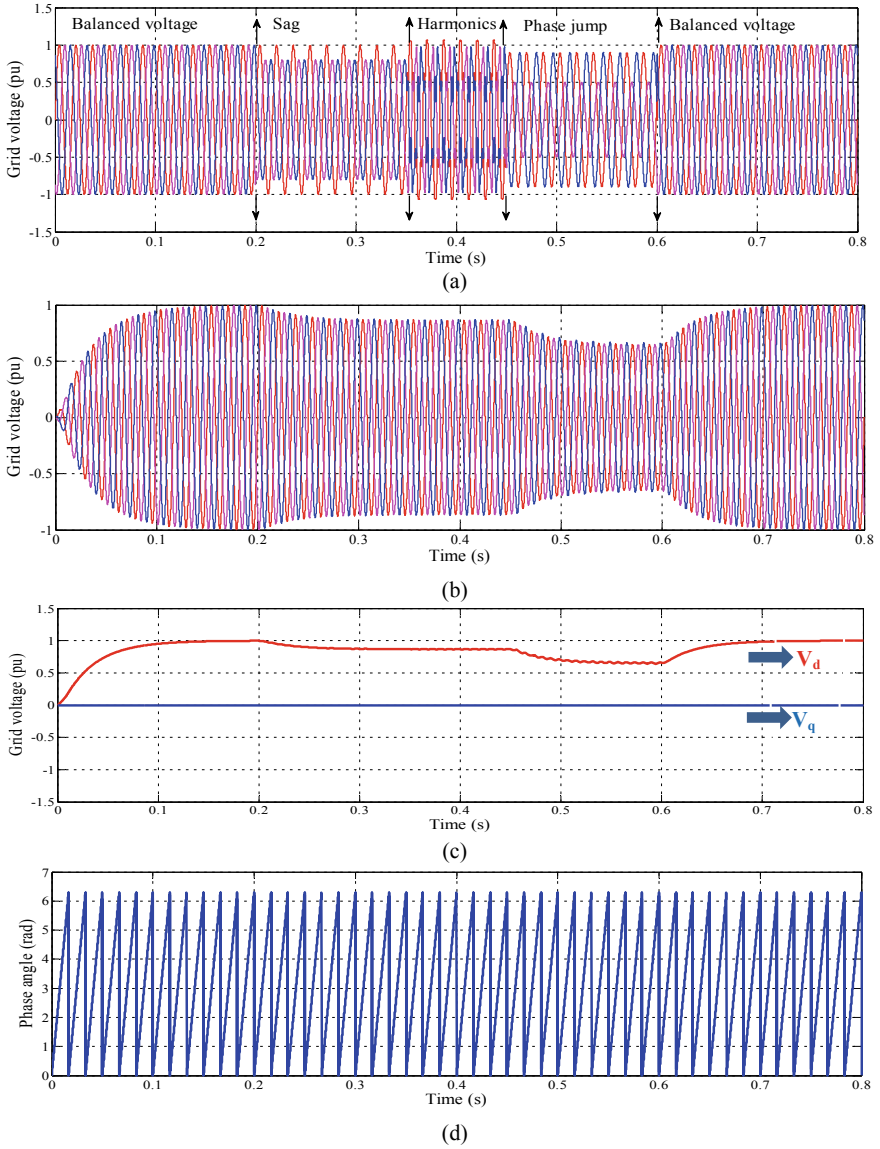 1.5
Balanced voltage Sag Harmonics Phase jump Balanced voltage
1
0.5
0
-0.5
-1
-1.5
Grid voltage (pu)
0 0.1 0.2 0.3 0.4 0.5 0.6 0.7 0.8
Time (s)
(a)
1
0.5
0
-0.5
-1
Grid voltage (pu)
0 0.1 0.2 0.3 0.4 0.5 0.6 0.7 0.8
Time (s)
(b)
1.5
1
0.5
0
-0.5
-1
-1.5
Grid voltage (pu)
Vd
Vq
0 0.1 0.2 0.3 0.4 0.5 0.6 0.7 0.8
Time (s)
(c)
7
6
5
4
3
2
1
0
Phase angle (rad)
0 0.1 0.2 0.3 0.4 0.5 0.6 0.7 0.8
Time (s)
(d)